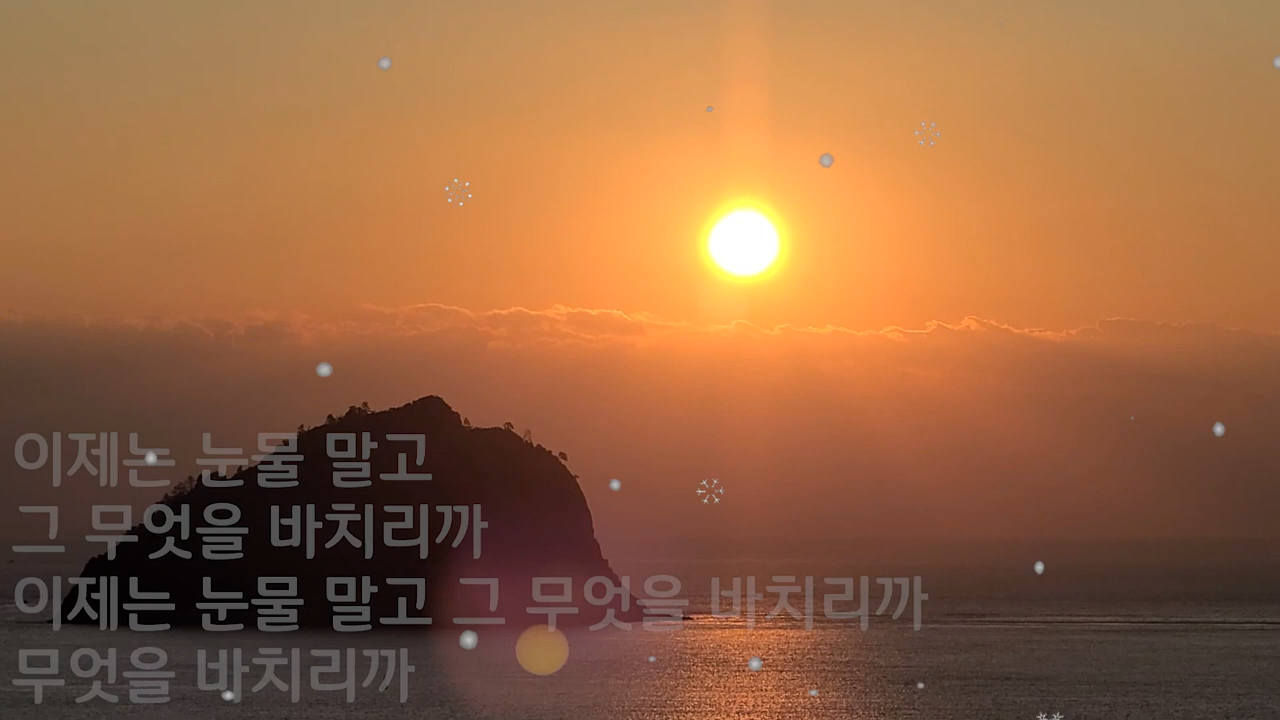 이제는 눈물 말고
그 무엇을 바치리까
이제는 눈물 말고 그 무엇을 바치리까
무엇을 바치리까